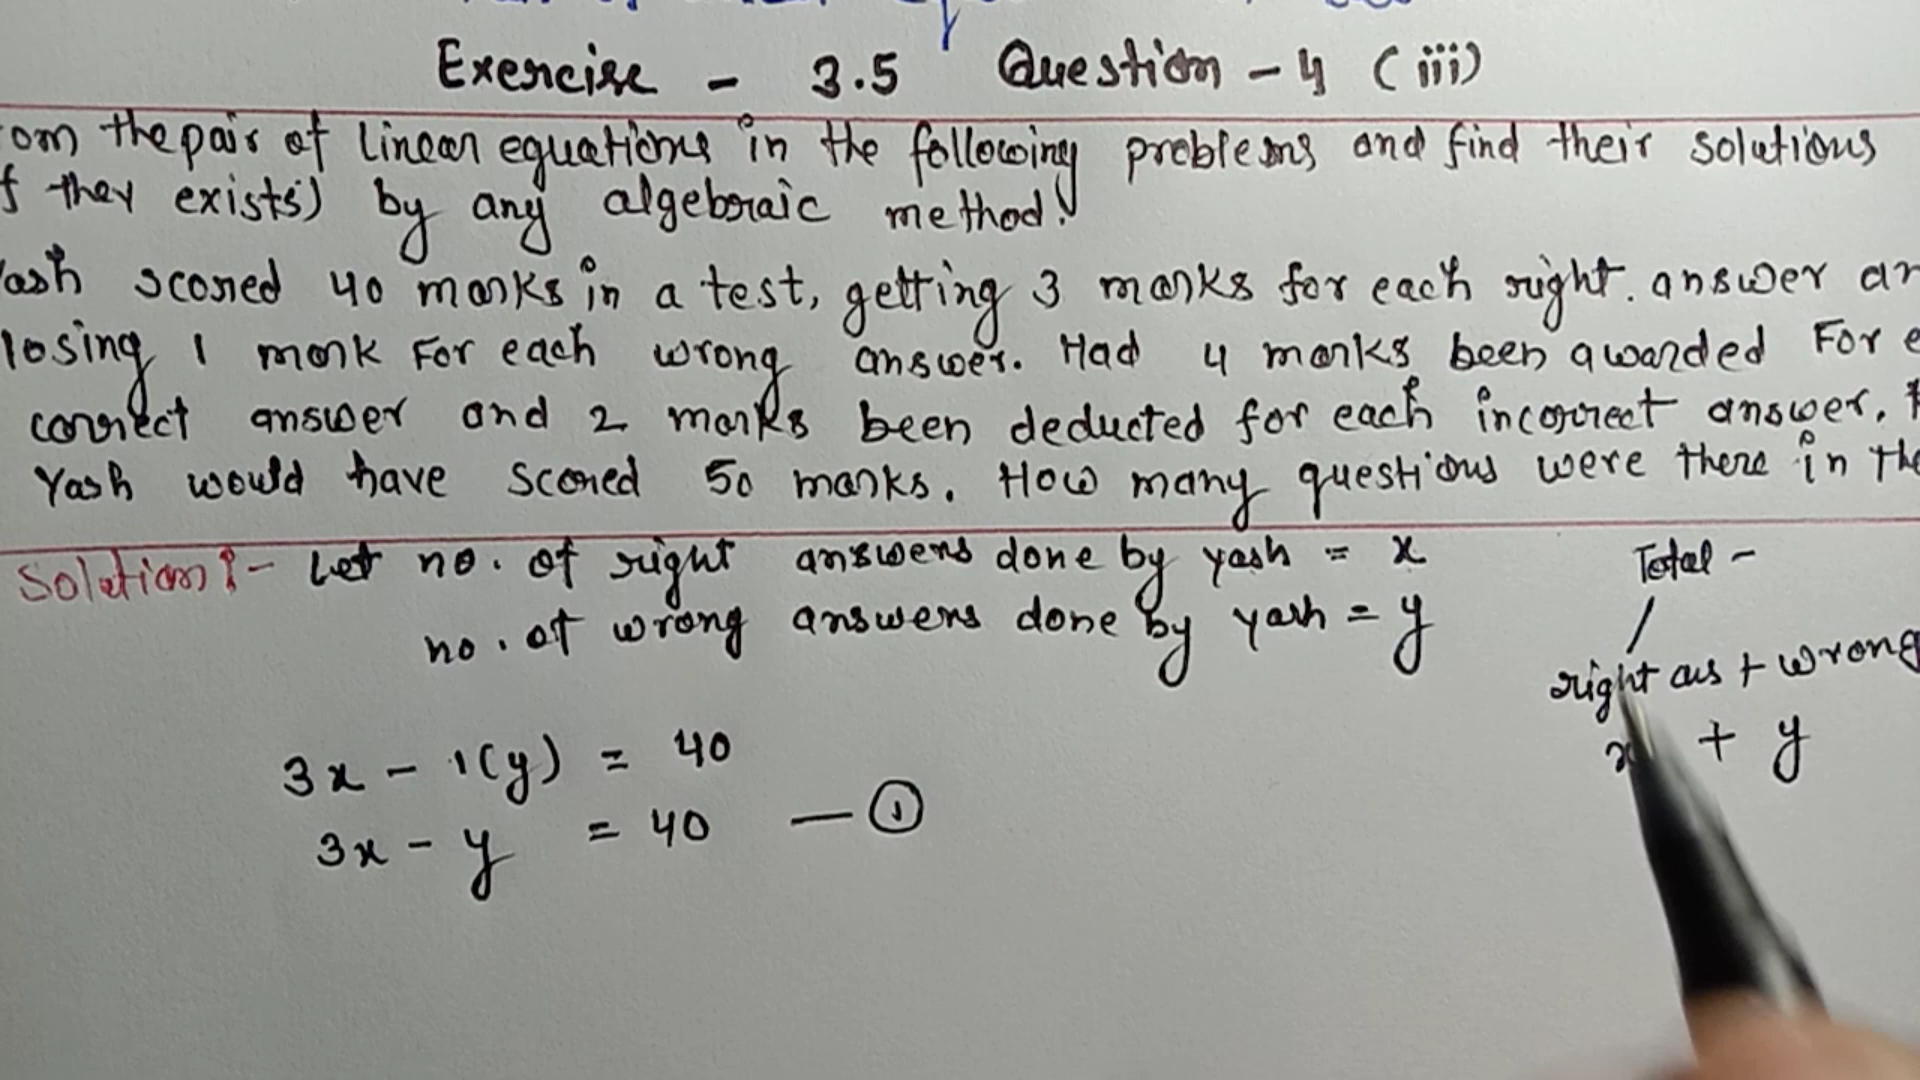 Exercise - 3.5 Question - 4 (iii)
om the pair of linear equations in the following problems and find their solutions
f they exists) by any algebraic method!
ash scored 40 marks in a test, getting 3 marks for each right. answer an
losing 1 mark For each wrong answer. Had 4 marks been awarded For e
correct answer and 2 marks been deducted for each incorrect answer, t
Yash would have scored 50 marks. How many questions were there in the
Solution :- Let no. of right answers done by yash = x
no. of wrong answers done by yash = y
Total -
right ans + wrong
x + y
3x - 1(y) = 40
3x - y = 40 — ①